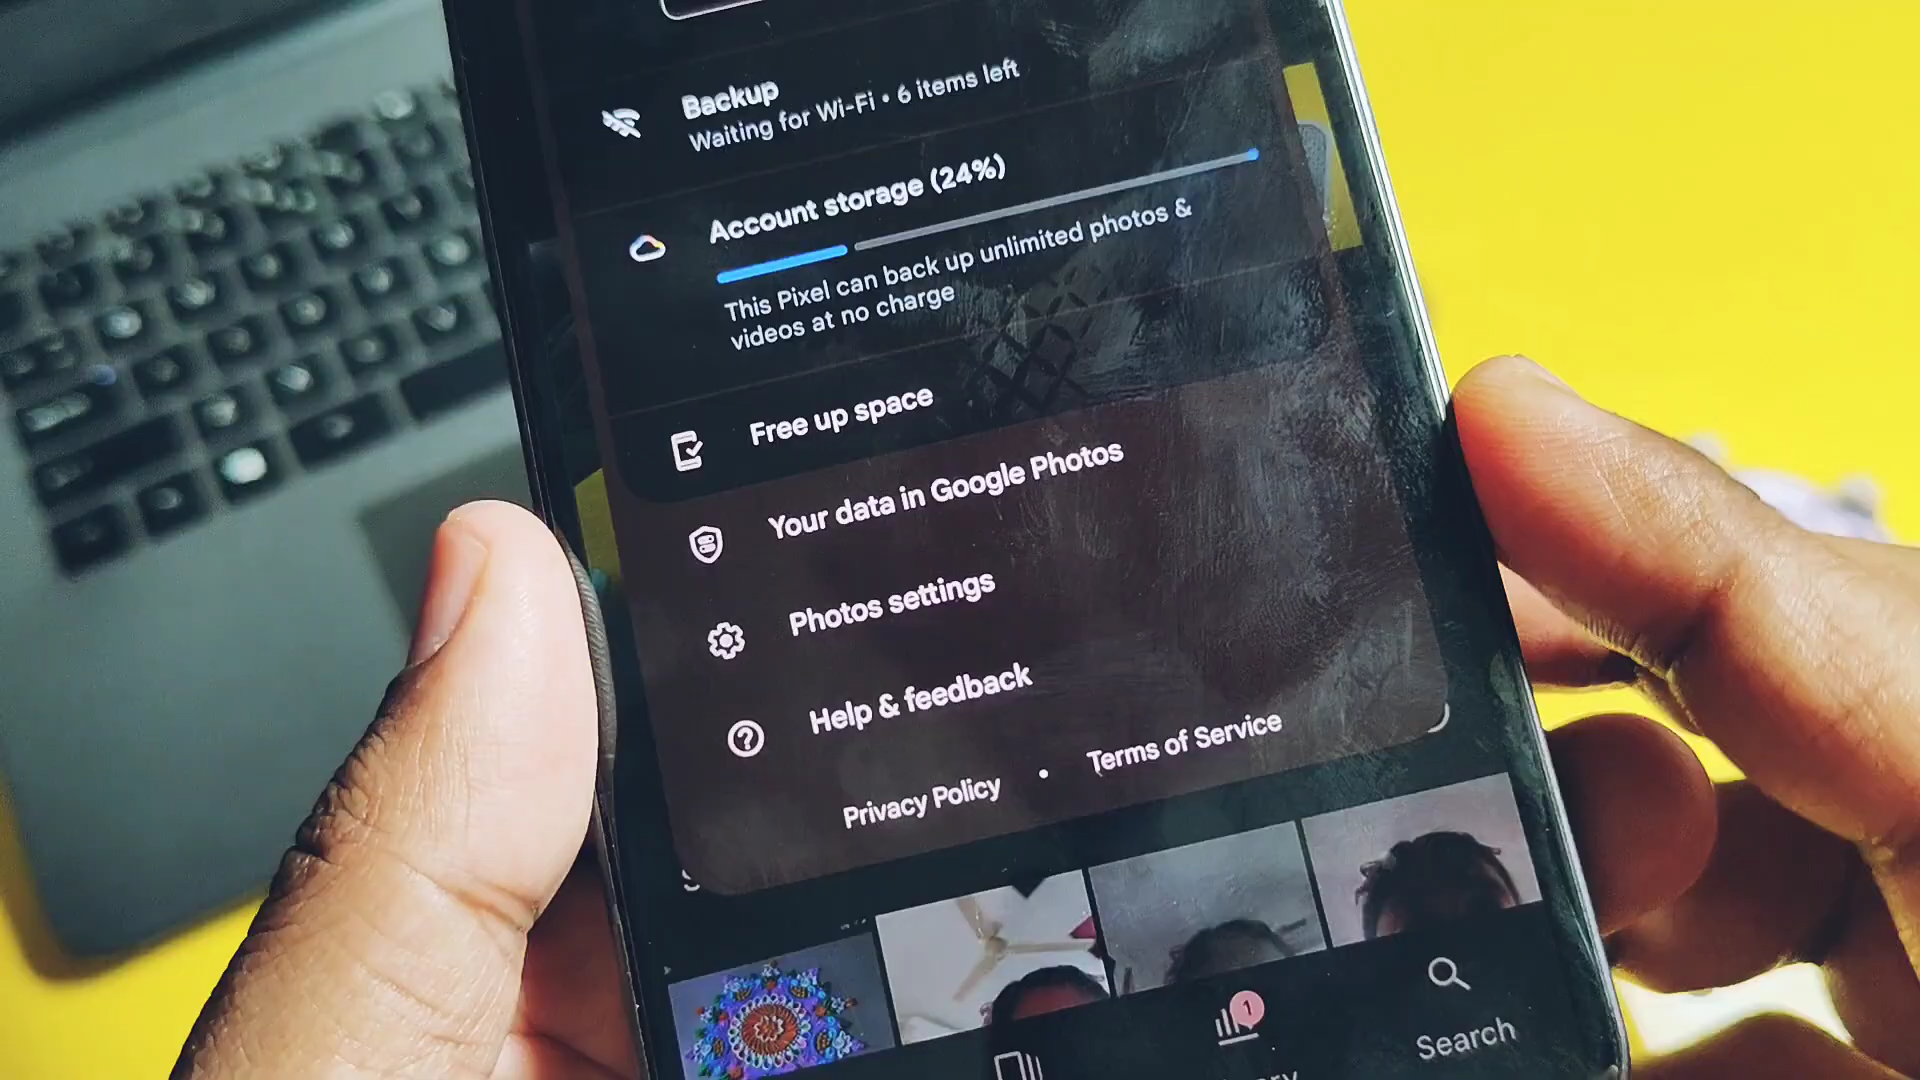 Backup
Waiting for Wi-Fi • 6 items left
Account storage (24%)
This Pixel can back up unlimited photos &
videos at no charge
Free up space
Your data in Google Photos
Photos settings
Help & feedback
Privacy Policy • Terms of Service
1
Search